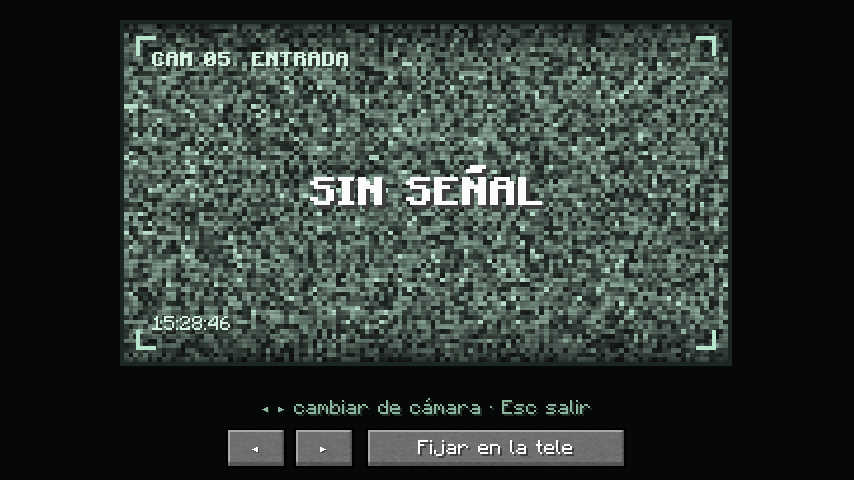 CAM 05 ENTRADA
SIN SEÑAL
15:28:46
◂ ▸ cambiar de cámara · Esc salir
◂
▸
Fijar en la tele